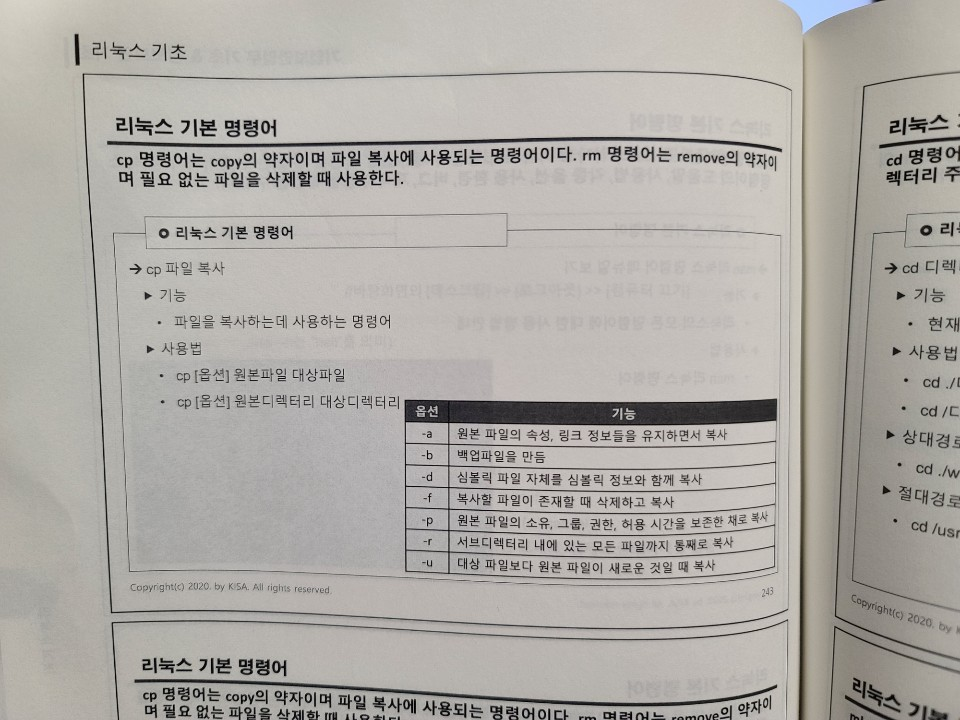 리눅스 기초
리눅스 기본 명령어
cp 명령어는 copy의 약자이며 파일 복사에 사용되는 명령어이다. rm 명령어는 remove의 약자이
며 필요 없는 파일을 삭제할 때 사용한다.
리눅스 기본 명령어
→ cp 파일 복사
▶ 기능
• 파일을 복사하는데 사용하는 명령어
▶ 사용법
• cp [옵션] 원본파일 대상파일
• cp [옵션] 원본디렉터리 대상디렉터리
옵션 기능
-a 원본 파일의 속성, 링크 정보들을 유지하면서 복사
-b 백업파일을 만듬
-d 심볼릭 파일 자체를 심볼릭 정보와 함께 복사
-f 복사할 파일이 존재할 때 삭제하고 복사
-p 원본 파일의 소유, 그룹, 권한, 허용 시간을 보존한 채로 복사
-r 서브디렉터리 내에 있는 모든 파일까지 통째로 복사
-u 대상 파일보다 원본 파일이 새로운 것일 때 복사
Copyright(c) 2020. by KISA. All rights reserved.
243
리눅스 기본 명령어
cp 명령어는 copy의 약자이며 파일 복사에 사용되는 명령어이다. rm 명령어는 remove의 약자이
며 필요 없는 파일을 삭제할 때 사용한다.
리눅스
cd 명령어
렉터리 주
→ cd 디렉
▶ 기능
• 현재
▶ 사용법
• cd ./
• cd /
▶ 상대경로
• cd ./w
▶ 절대경로
• cd /usr
Copyright(c) 2020. by
리눅스 기본